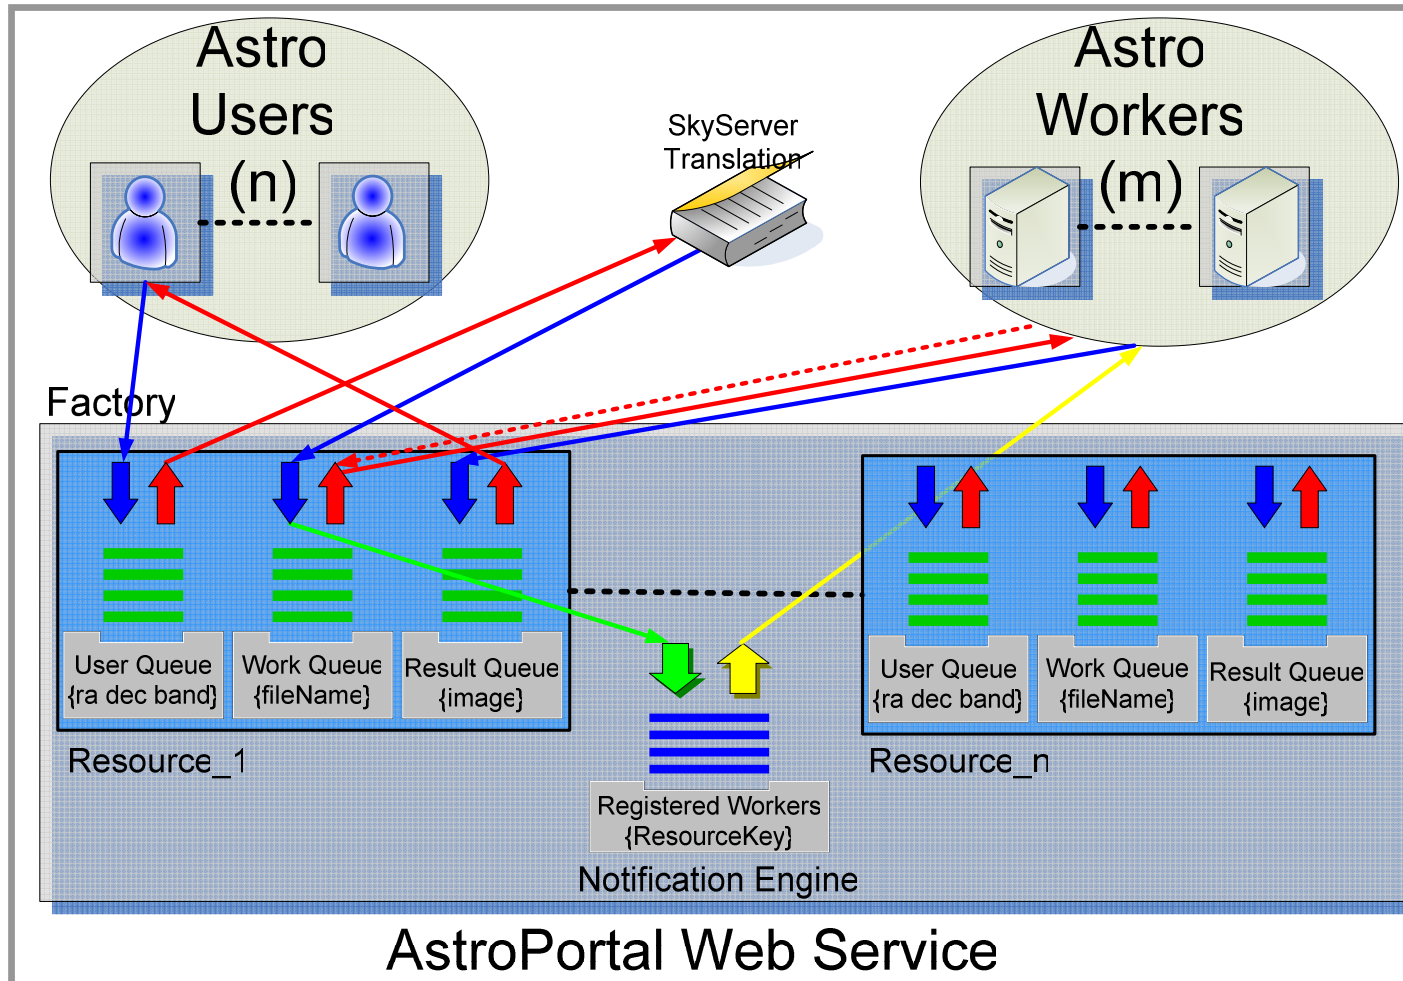 Astro
Users
(n)
SkyServer
Translation
Astro
Workers
(m)
Factory
User Queue
{ra dec band}
Work Queue
{fileName}
Result Queue
{image}
Resource_1
User Queue
{ra dec band}
Work Queue
{fileName}
Result Queue
{image}
Resource_n
Registered Workers
{ResourceKey}
Notification Engine
AstroPortal Web Service